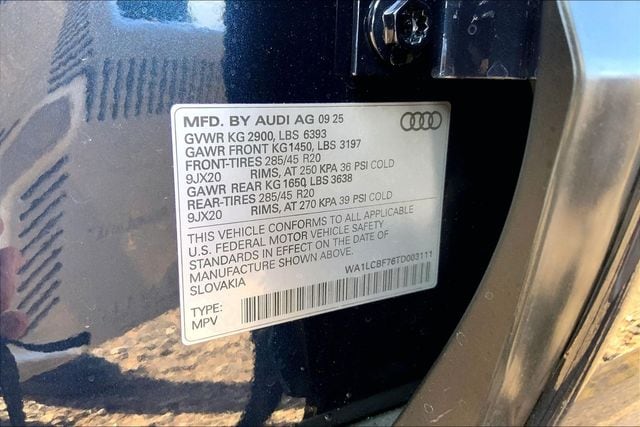 MFD. BY AUDI AG 09 25
GVWR KG 2900, LBS 6393
GAWR FRONT KG1450, LBS 3197
FRONT-TIRES 285/45 R20
9JX20 RIMS, AT 250 KPA 36 PSI COLD
GAWR REAR KG1650, LBS 3638
REAR-TIRES 285/45 R20
9JX20 RIMS, AT 270 KPA 39 PSI COLD
THIS VEHICLE CONFORMS TO ALL APPLICABLE
U.S. FEDERAL MOTOR VEHICLE SAFETY
STANDARDS IN EFFECT ON THE DATE OF
MANUFACTURE SHOWN ABOVE.
SLOVAKIA WA1LCBF76TD003111
TYPE:
MPV